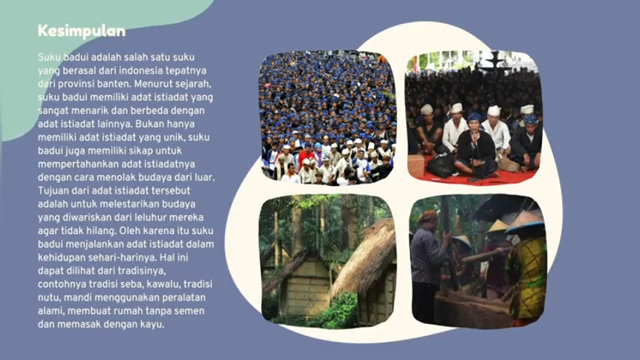 Kesimpulan
Suku badui adalah salah satu suku
yang berasal dari indonesia tepatnya
dari provinsi banten. Menurut sejarah,
suku badui memiliki adat istiadat yang
sangat menarik dan berbeda dengan
adat istiadat lainnya. Bukan hanya
memiliki adat istiadat yang unik, suku
badui juga memiliki sikap untuk
mempertahankan adat istiadatnya
dengan cara menolak budaya dari luar.
Tujuan dari adat istiadat tersebut
adalah untuk melestarikan budaya
yang diwariskan dari leluhur mereka
agar tidak hilang. Oleh karena itu suku
badui menjalankan adat istiadat dalam
kehidupan sehari-harinya. Hal ini
dapat dilihat dari tradisinya,
contohnya tradisi seba, kawalu, tradisi
nutu, mandi menggunakan peralatan
alami, membuat rumah tanpa semen
dan memasak dengan kayu.